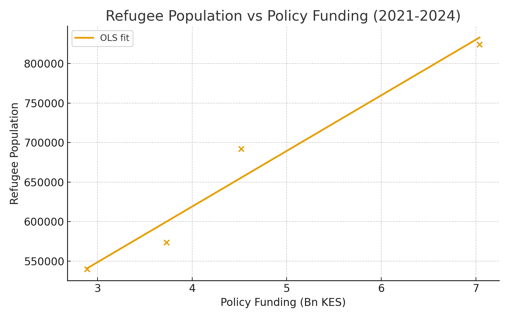 Refugee Population vs Policy Funding (2021-2024)
OLS fit
800000
750000
700000
650000
600000
550000
Refugee Population
3 4 5 6 7
Policy Funding (Bn KES)